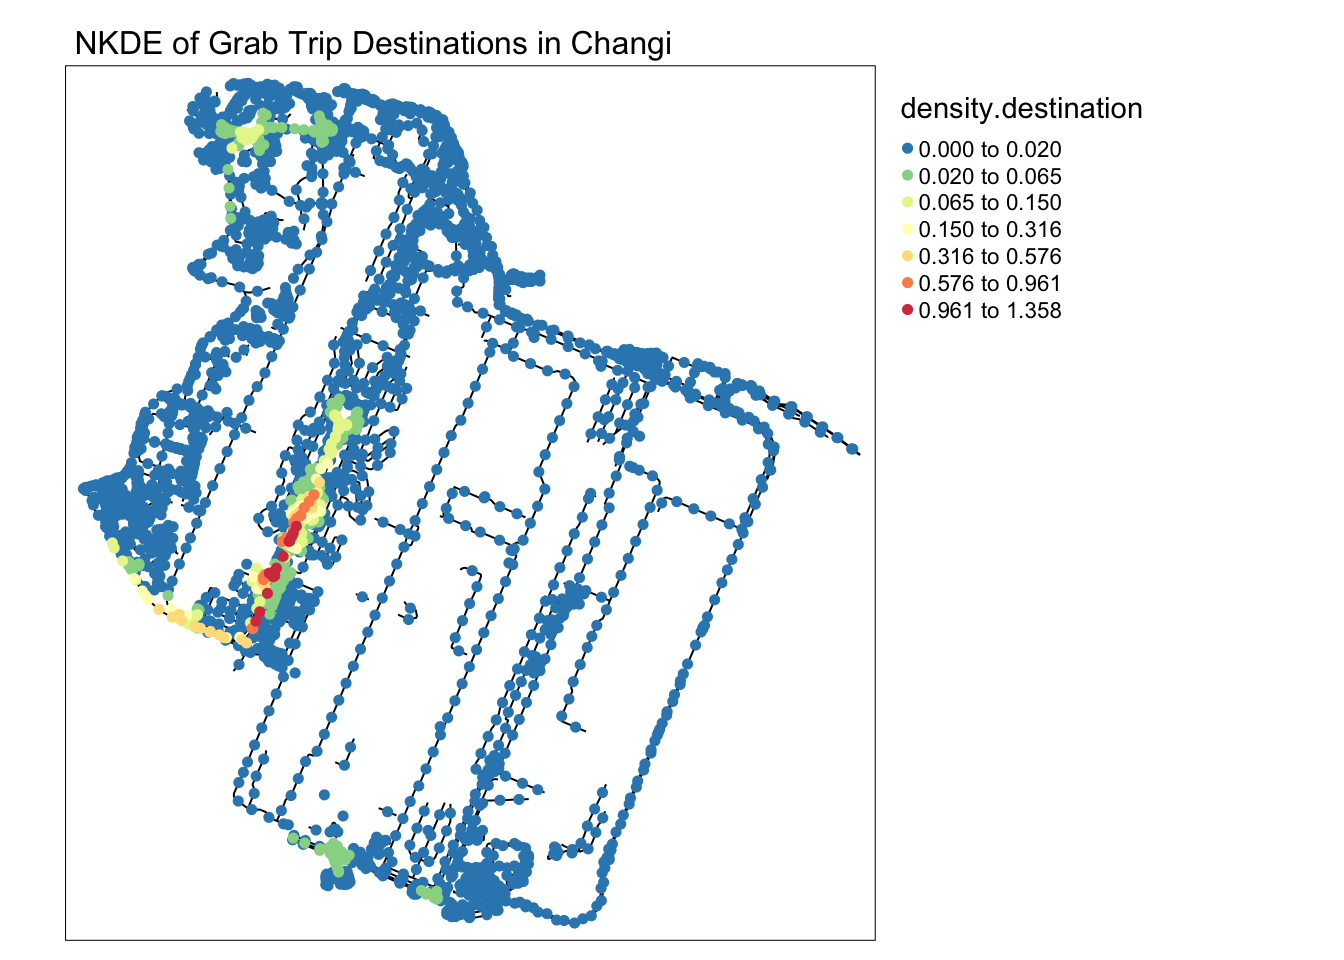 NKDE of Grab Trip Destinations in Changi
density.destination
0.000 to 0.020
0.020 to 0.065
0.065 to 0.150
0.150 to 0.316
0.316 to 0.576
0.576 to 0.961
0.961 to 1.358